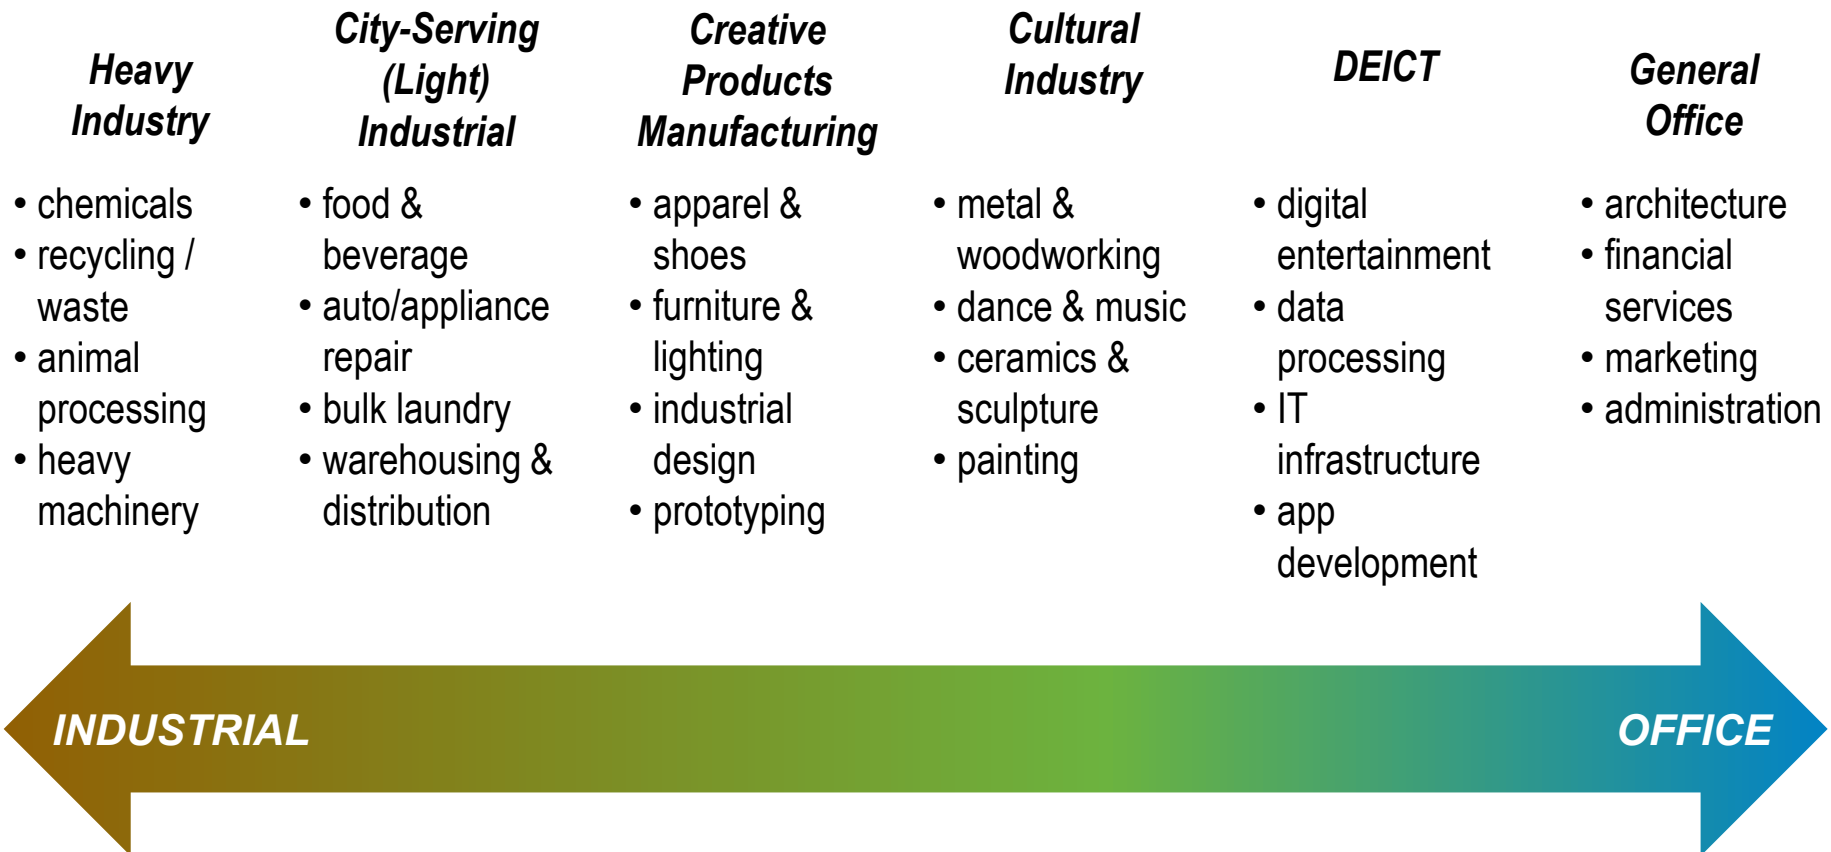 Heavy
Industry
• chemicals
• recycling /
waste
• animal
processing
• heavy
machinery
City-Serving
(Light)
Industrial
• food &
beverage
• auto/appliance
repair
• bulk laundry
• warehousing &
distribution
Creative
Products
Manufacturing
• apparel &
shoes
• furniture &
lighting
• industrial
design
• prototyping
Cultural
Industry
• metal &
woodworking
• dance & music
• ceramics &
sculpture
• painting
DEICT
• digital
entertainment
• data
processing
• IT
infrastructure
• app
development
General
Office
• architecture
• financial
services
• marketing
• administration
INDUSTRIAL
OFFICE